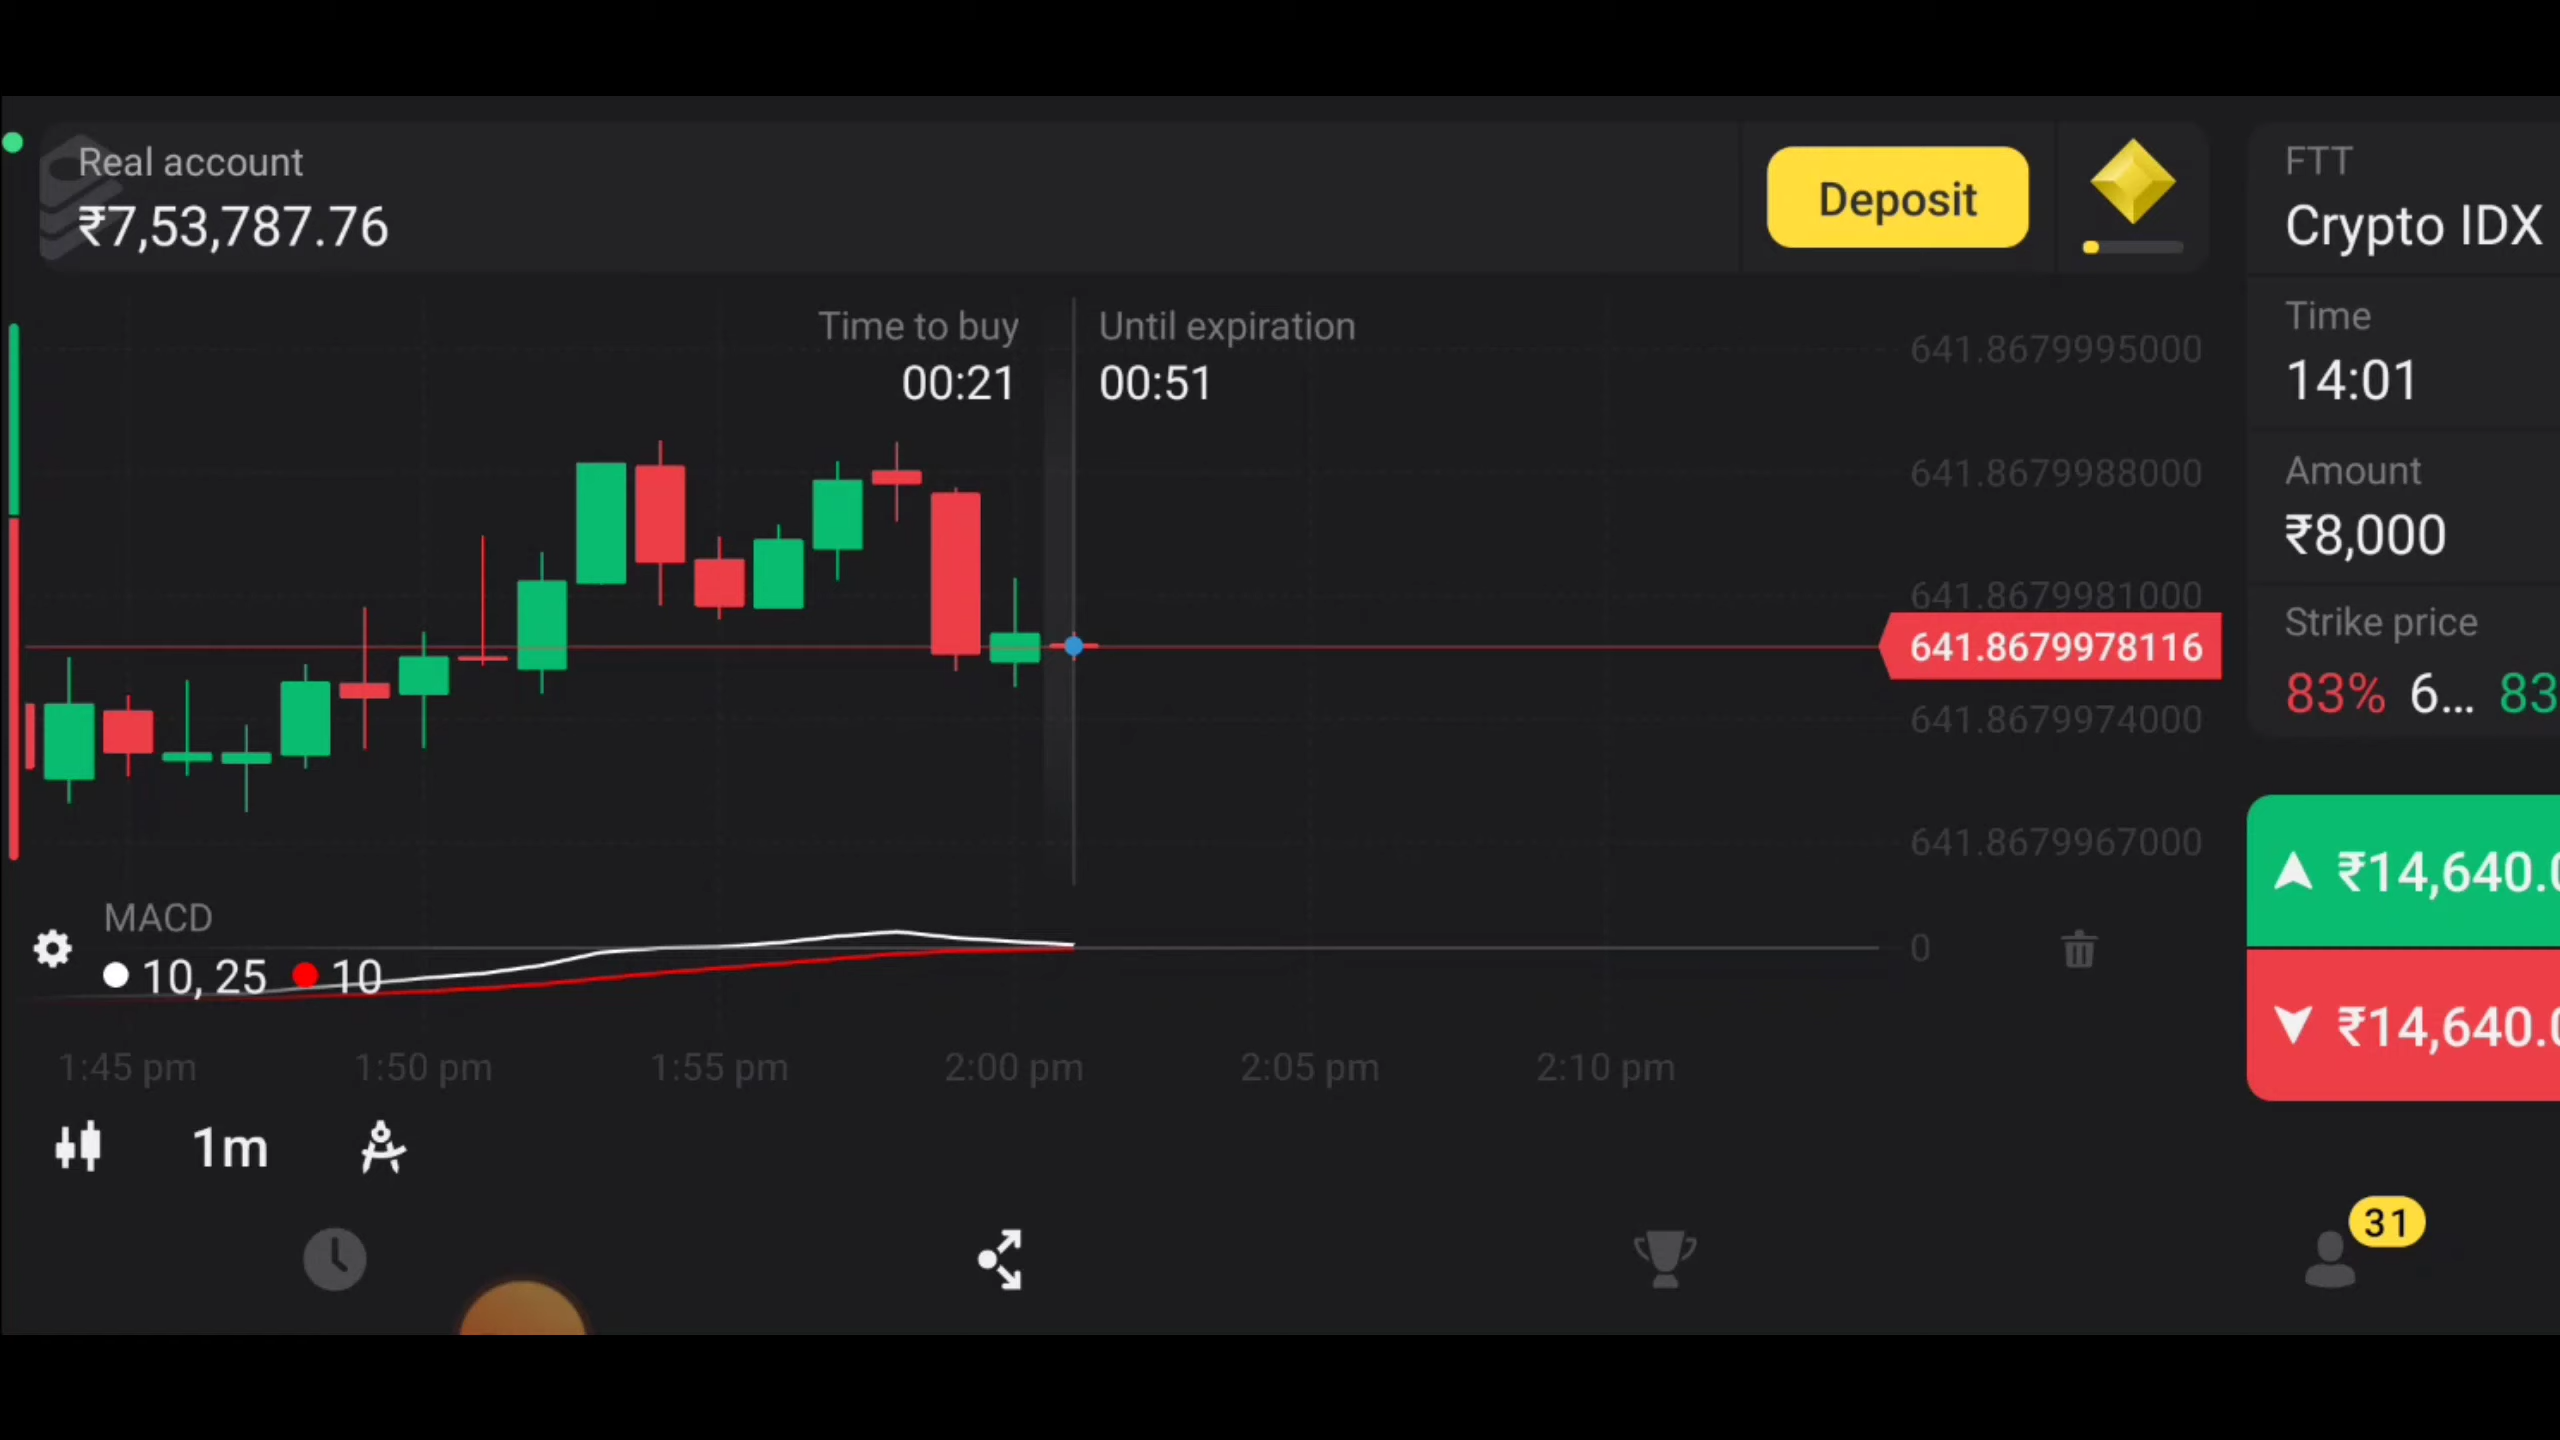 Real account
₹7,53,787.76
Deposit
FTT
Crypto IDX
Time to buy
00:21
Until expiration
00:51
Time
14:01
Amount
₹8,000
Strike price
83% 6... 83
641.8679995000
641.8679988000
641.8679981000
641.8679978116
641.8679974000
641.8679967000
₹14,640.0
₹14,640.0
MACD
10, 25 10
0
1:45 pm 1:50 pm 1:55 pm 2:00 pm 2:05 pm 2:10 pm
1m
31